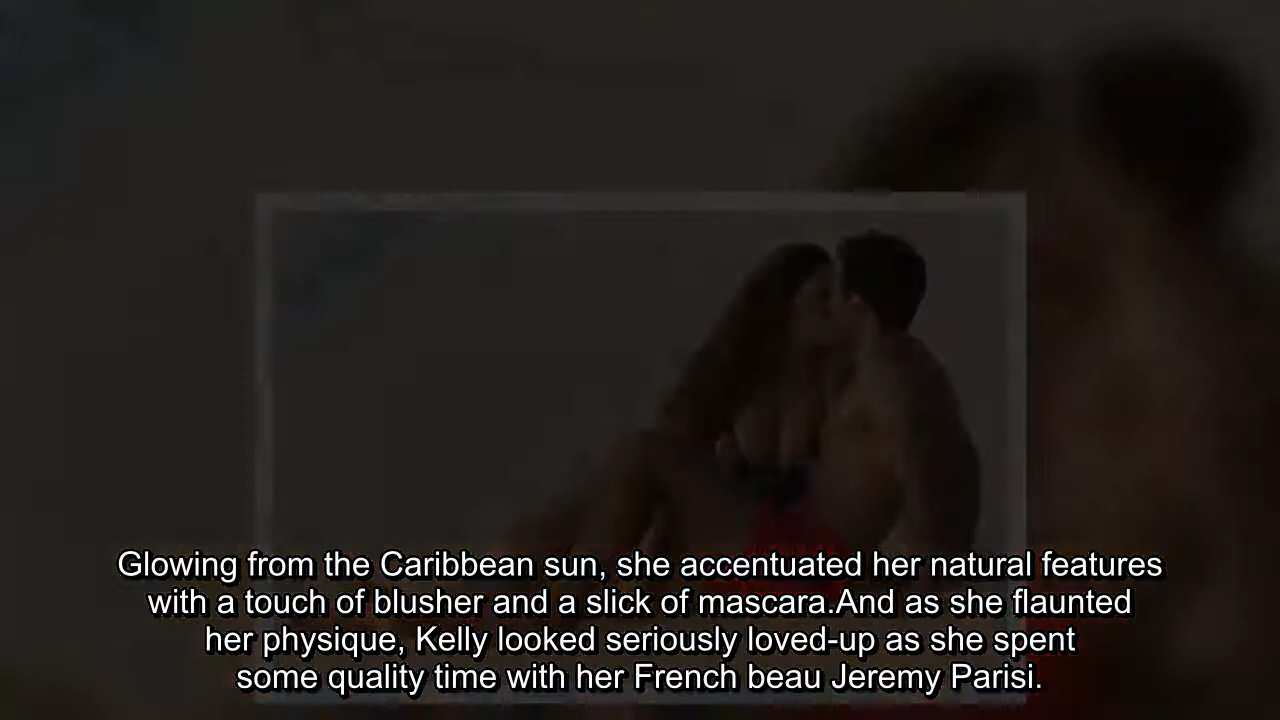 Glowing from the Caribbean sun, she accentuated her natural features
with a touch of blusher and a slick of mascara.And as she flaunted
her physique, Kelly looked seriously loved-up as she spent
some quality time with her French beau Jeremy Parisi.